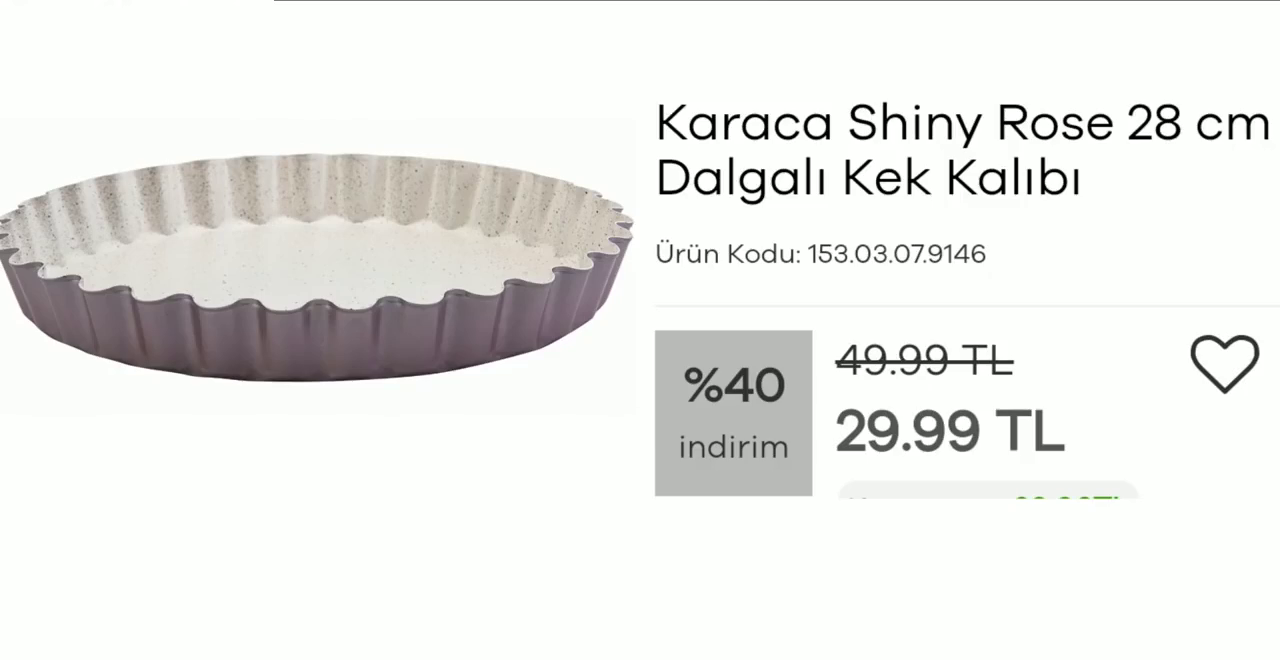 Karaca Shiny Rose 28 cm
Dalgalı Kek Kalıbı
Ürün Kodu: 153.03.07.9146
%40
indirim
49.99 TL
29.99 TL